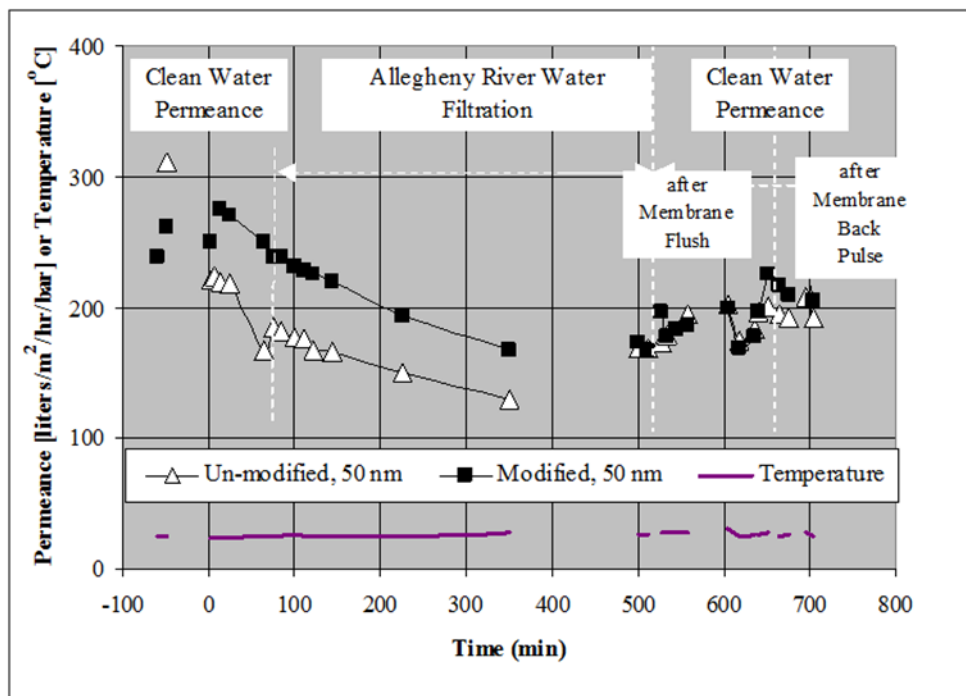 Permeance [liters/m²/hr/bar] or Temperature [°C]
400
300
200
100
0
Clean Water
Permeance
Allegheny River Water
Filtration
Clean Water
Permeance
after
Membrane
Flush
after
Membrane
Back
Pulse
Un-modified, 50 nm
Modified, 50 nm
Temperature
-100
0
100
200
300
400
500
600
700
800
Time (min)